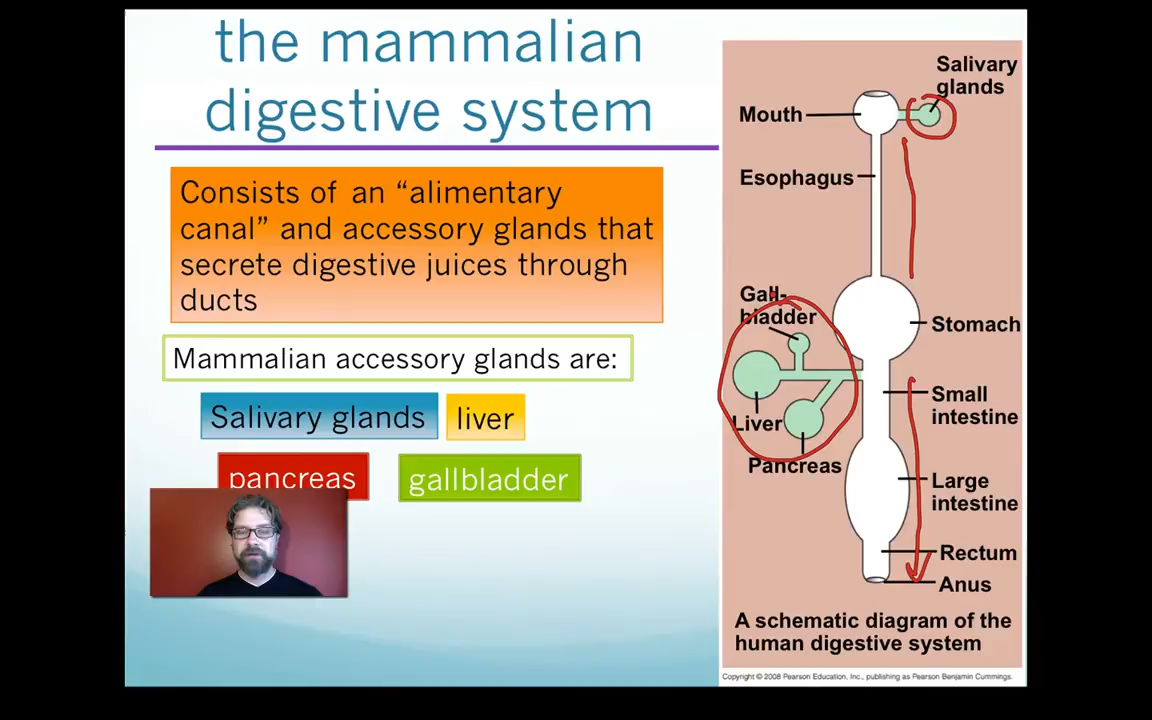 the mammalian
digestive system
Consists of an “alimentary
canal” and accessory glands that
secrete digestive juices through
ducts
Mammalian accessory glands are:
Salivary glands
liver
pancreas
gallbladder
Salivary
glands
Mouth
Esophagus
Gall-
bladder
Stomach
Small
intestine
Liver
Pancreas
Large
intestine
Rectum
Anus
A schematic diagram of the
human digestive system
Copyright © 2008 Pearson Education, Inc., publishing as Pearson Benjamin Cummings.